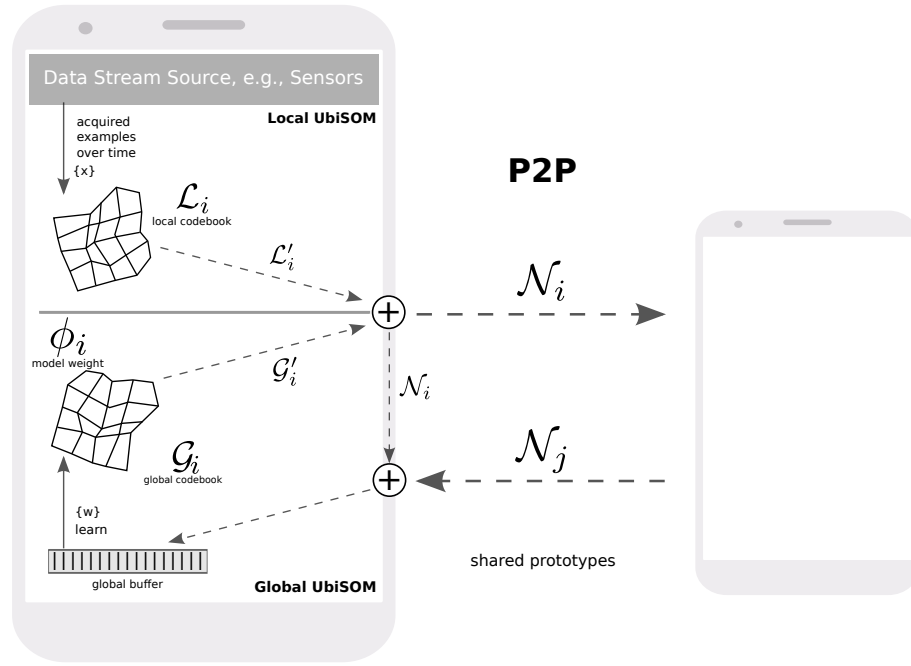 Data Stream Source, e.g., Sensors
Local UbiSOM
acquired
examples
over time
{x}
ℒᵢ
local codebook
ℒ′ᵢ
P2P
𝒩ᵢ
ϕᵢ
model weight
𝒢′ᵢ
𝒩ᵢ
𝒩ⱼ
𝒢ᵢ
global codebook
{w}
learn
global buffer
Global UbiSOM
shared prototypes